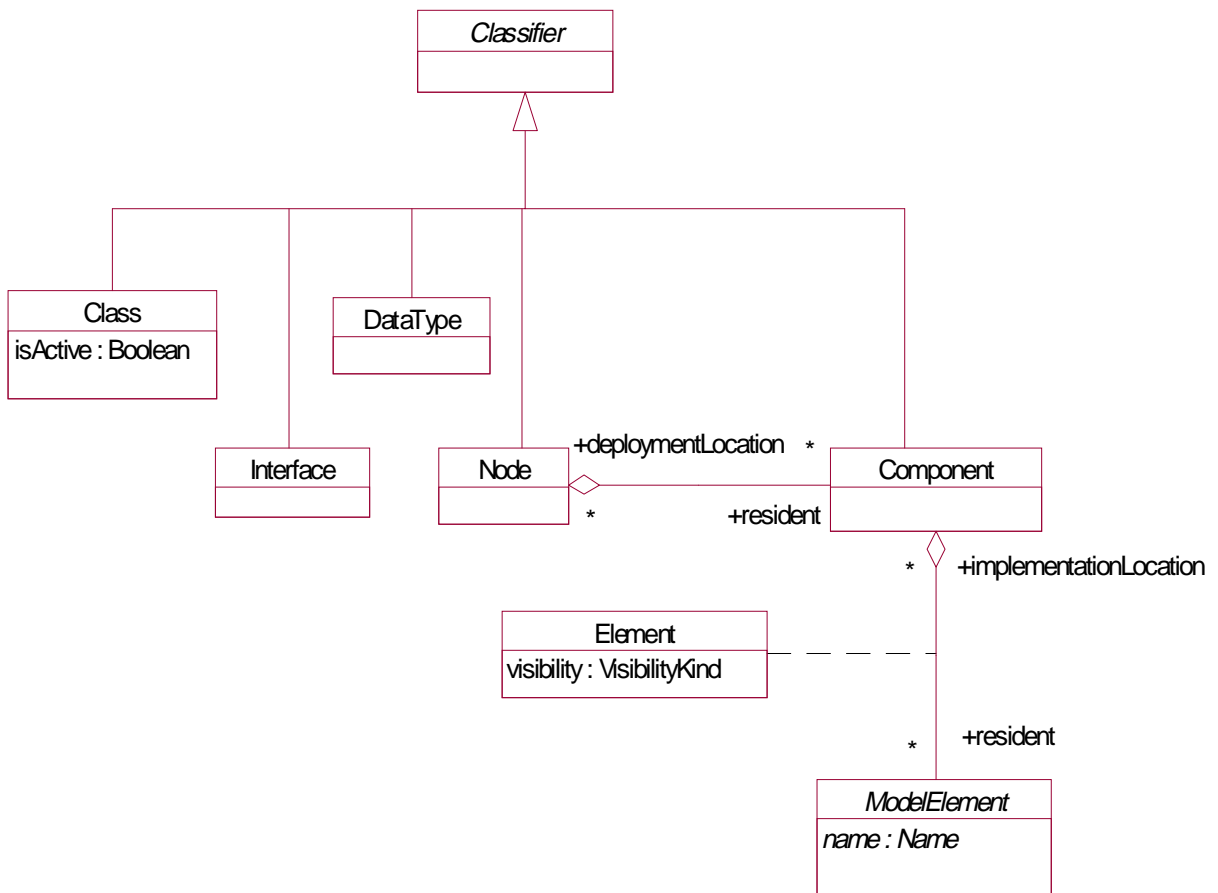 Classifier
Class
isActive : Boolean
DataType
Interface
Node
+deploymentLocation
*
*
+resident
Component
*
+implementationLocation
Element
visibility : VisibilityKind
*
+resident
ModelElement
name : Name